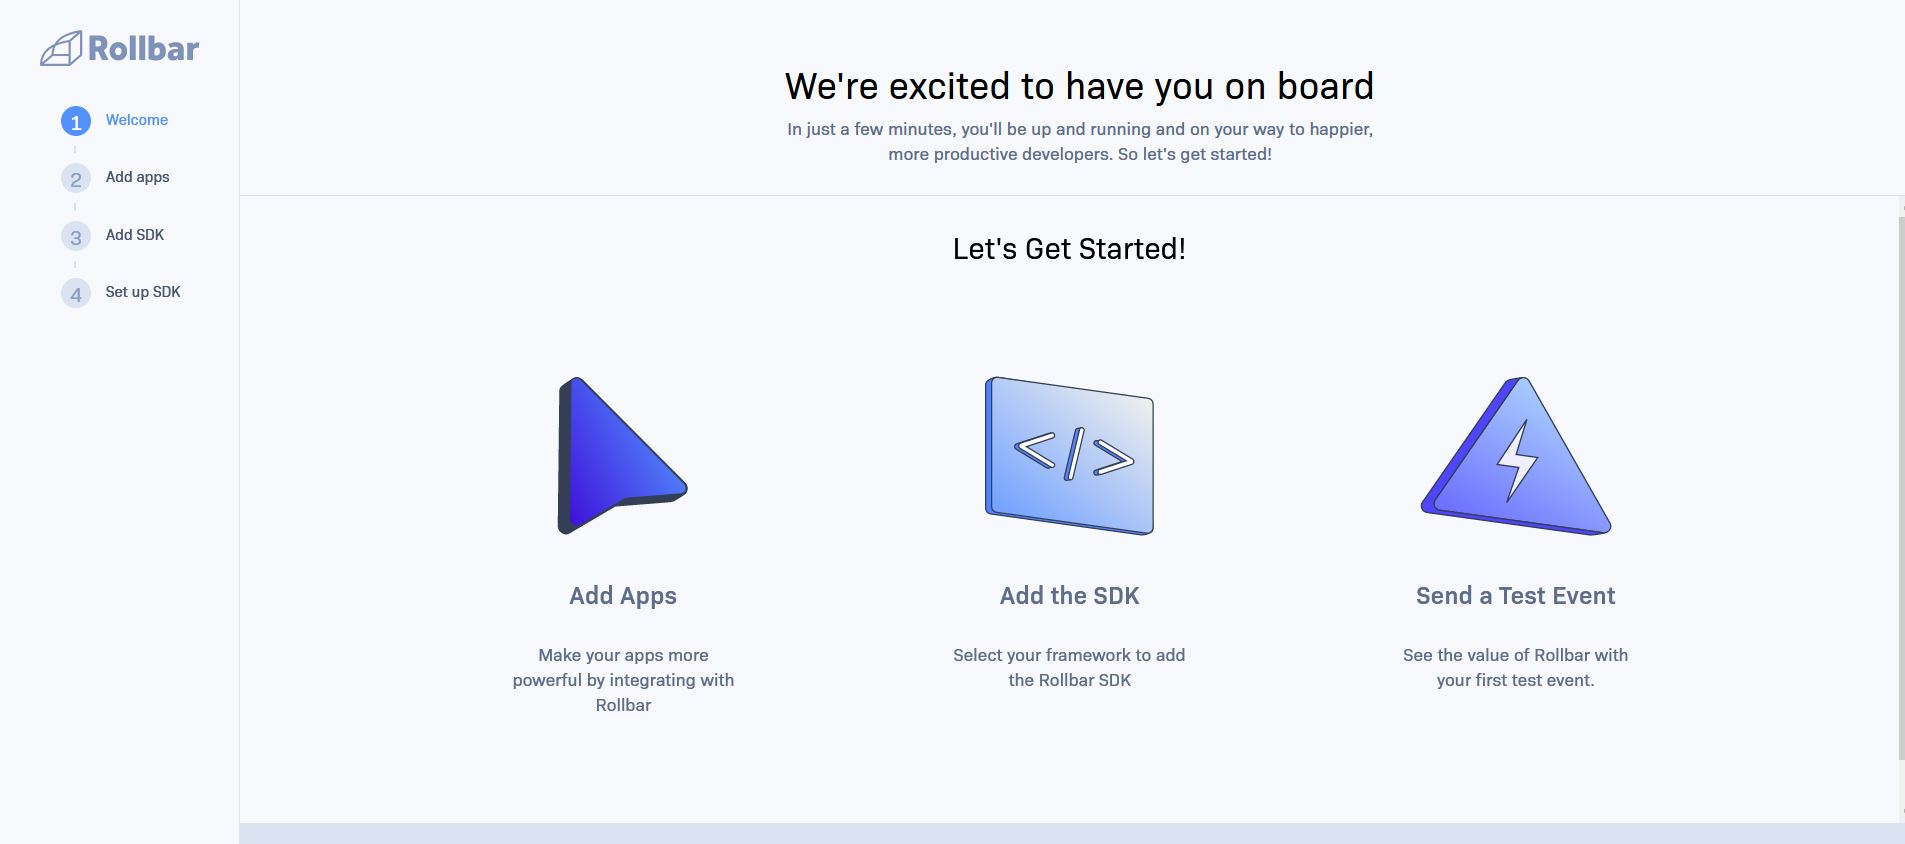 Rollbar
1 Welcome
2 Add apps
3 Add SDK
4 Set up SDK
We're excited to have you on board
In just a few minutes, you'll be up and running and on your way to happier,
more productive developers. So let's get started!
Let's Get Started!
</>
Add Apps
Make your apps more
powerful by integrating with
Rollbar
Add the SDK
Select your framework to add
the Rollbar SDK
Send a Test Event
See the value of Rollbar with
your first test event.